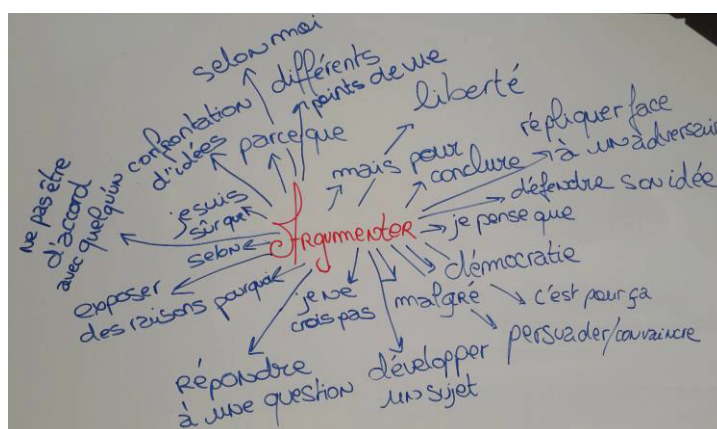 selon moi
différents
points de vue
liberté
confrontation
d'idées
parce que
mais
pour
conclure
répliquer face
à un adversaire
défendre son idée
Ne pas être
d'accord
avec quelqu'un
je suis
sûr que
selon
Argumenter
je pense que
démocratie
exposer
des raisons pourquoi
je ne
crois pas
malgré
c'est pour ça
persuader/convaincre
répondre
à une question
développer
un sujet